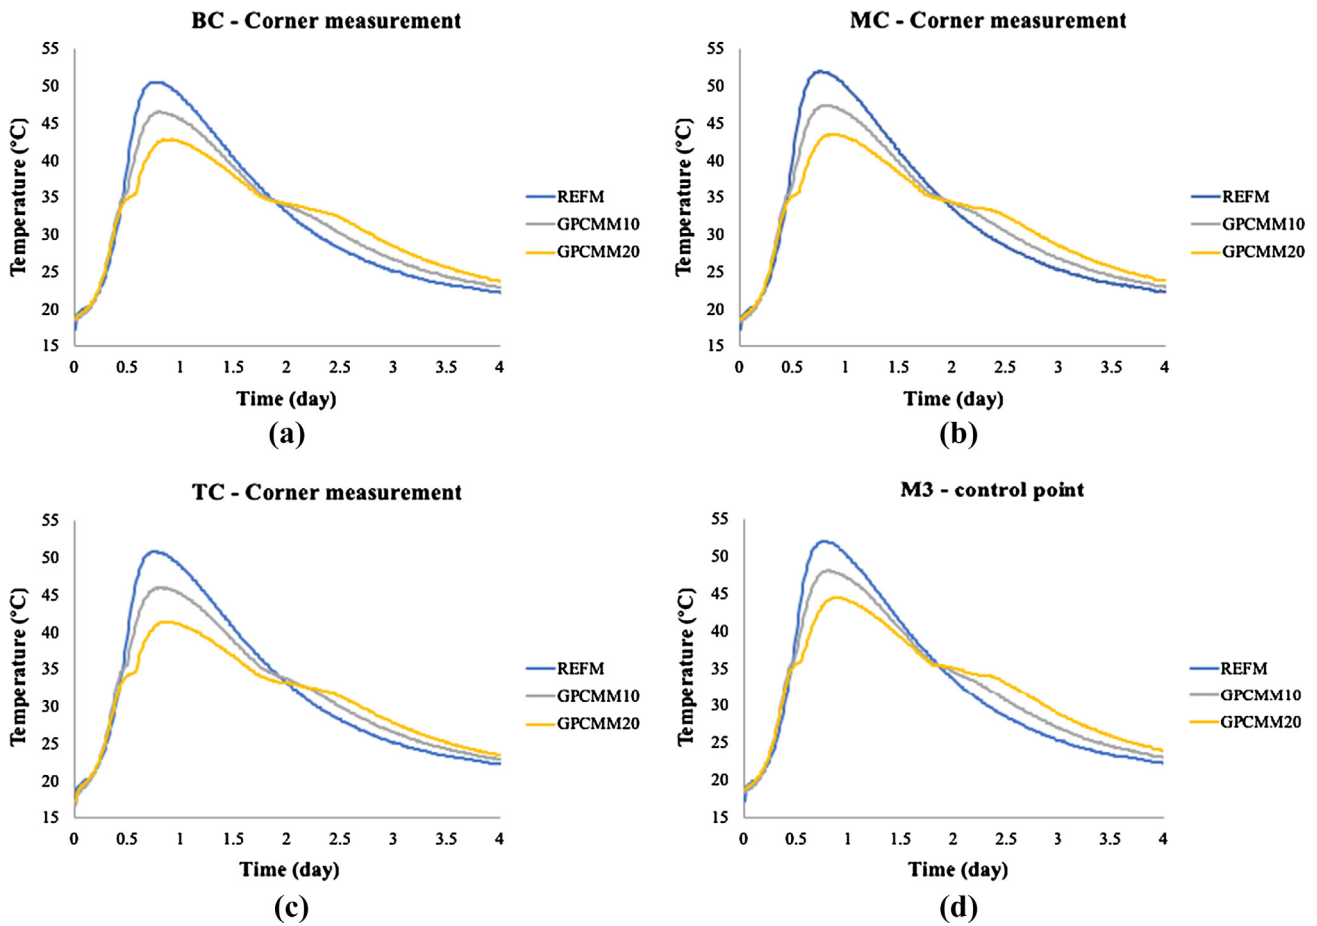 BC - Corner measurement
55
50
45
40
35
30
25
20
15
Temperature (°C)
0 0.5 1 1.5 2 2.5 3 3.5 4
Time (day)
REFM
GPCMM10
GPCMM20
(a)
MC - Corner measurement
55
50
45
40
35
30
25
20
15
Temperature (°C)
0 0.5 1 1.5 2 2.5 3 3.5 4
Time (day)
REFM
GPCMM10
GPCMM20
(b)
TC - Corner measurement
55
50
45
40
35
30
25
20
15
Temperature (°C)
0 0.5 1 1.5 2 2.5 3 3.5 4
Time (day)
REFM
GPCMM10
GPCMM20
(c)
M3 - control point
55
50
45
40
35
30
25
20
15
Temperature (°C)
0 0.5 1 1.5 2 2.5 3 3.5 4
Time (day)
REFM
GPCMM10
GPCMM20
(d)